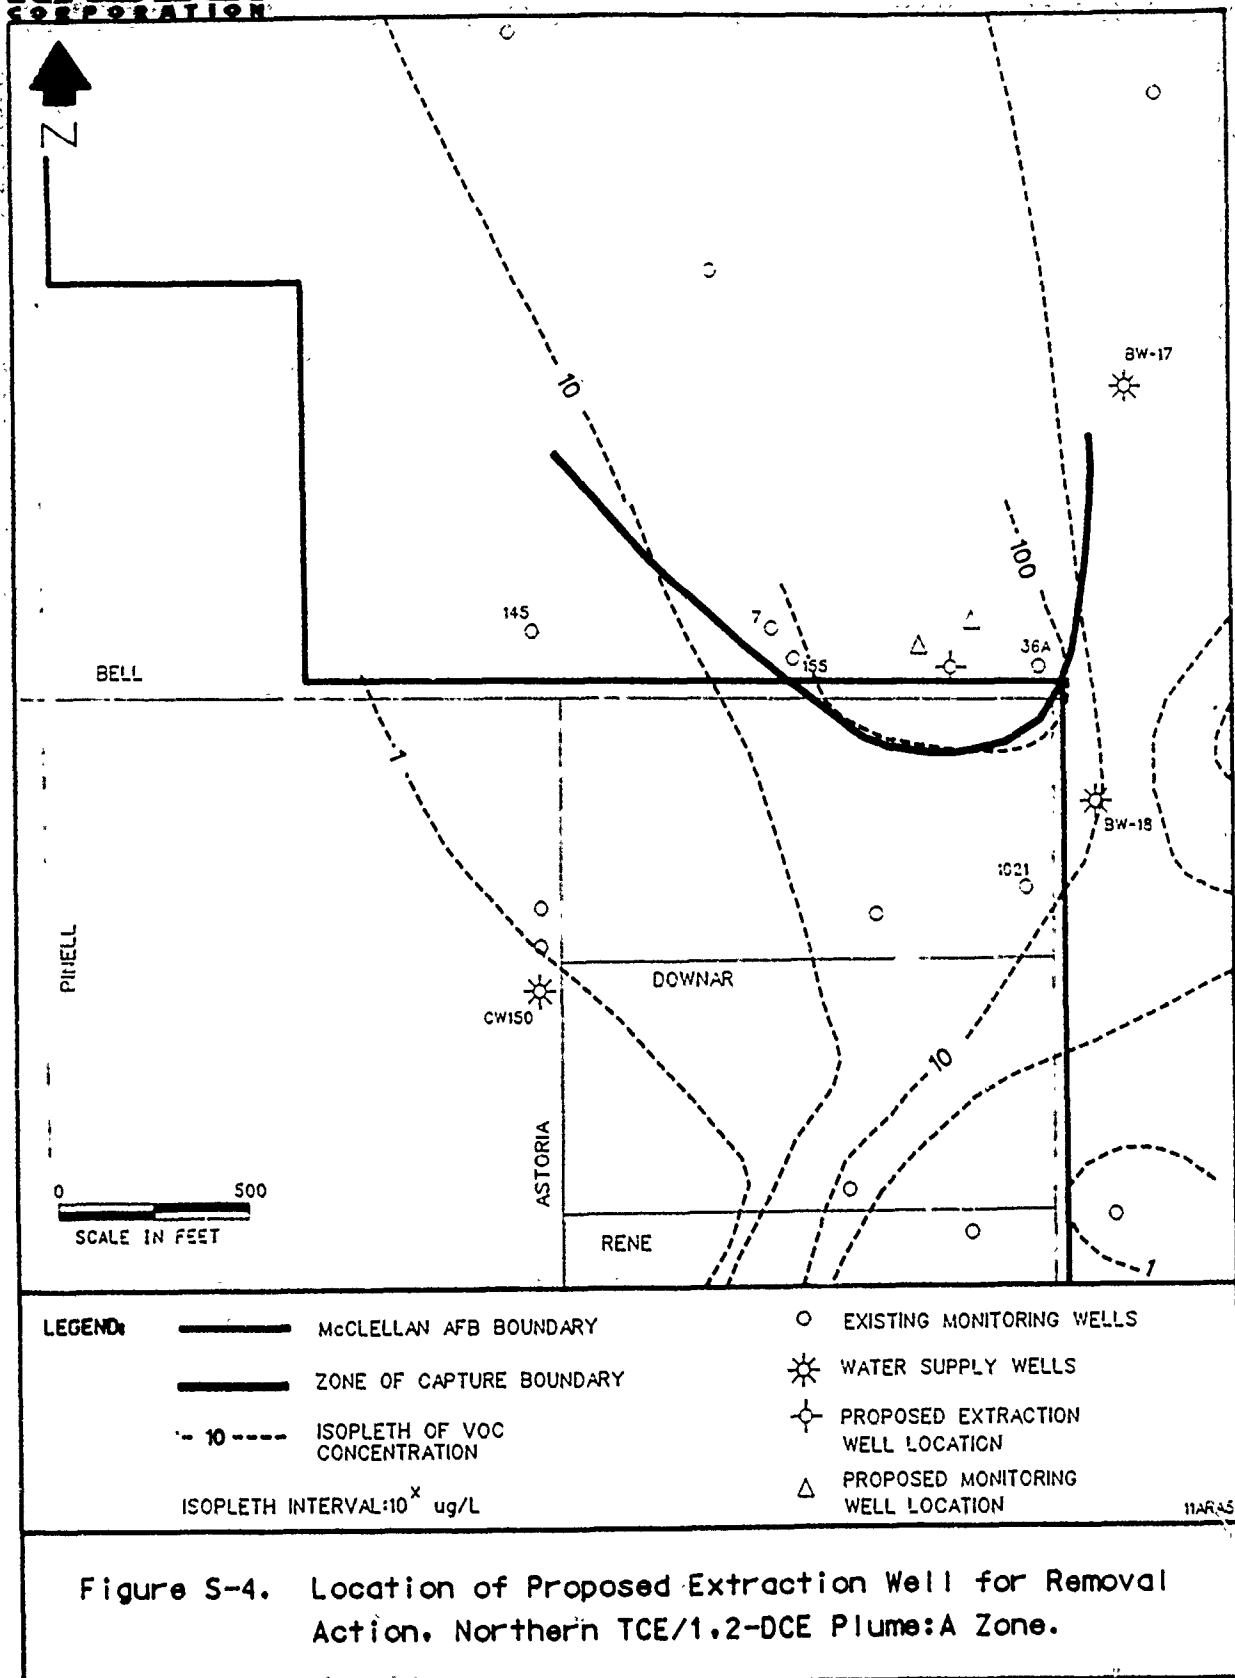 CORPORATION
N
BW-17
10
100
145
7
155
36A
BELL
1
BW-18
1021
PINELL
DOWNAR
CW150
10
ASTORIA
0 500
SCALE IN FEET
RENE
1
LEGEND:
McCLELLAN AFB BOUNDARY
ZONE OF CAPTURE BOUNDARY
10
ISOPLETH OF VOC
CONCENTRATION
ISOPLETH INTERVAL:10^x ug/L
EXISTING MONITORING WELLS
WATER SUPPLY WELLS
PROPOSED EXTRACTION
WELL LOCATION
PROPOSED MONITORING
WELL LOCATION
Figure S-4. Location of Proposed Extraction Well for Removal
Action. Northern TCE/1,2-DCE Plume:A Zone.